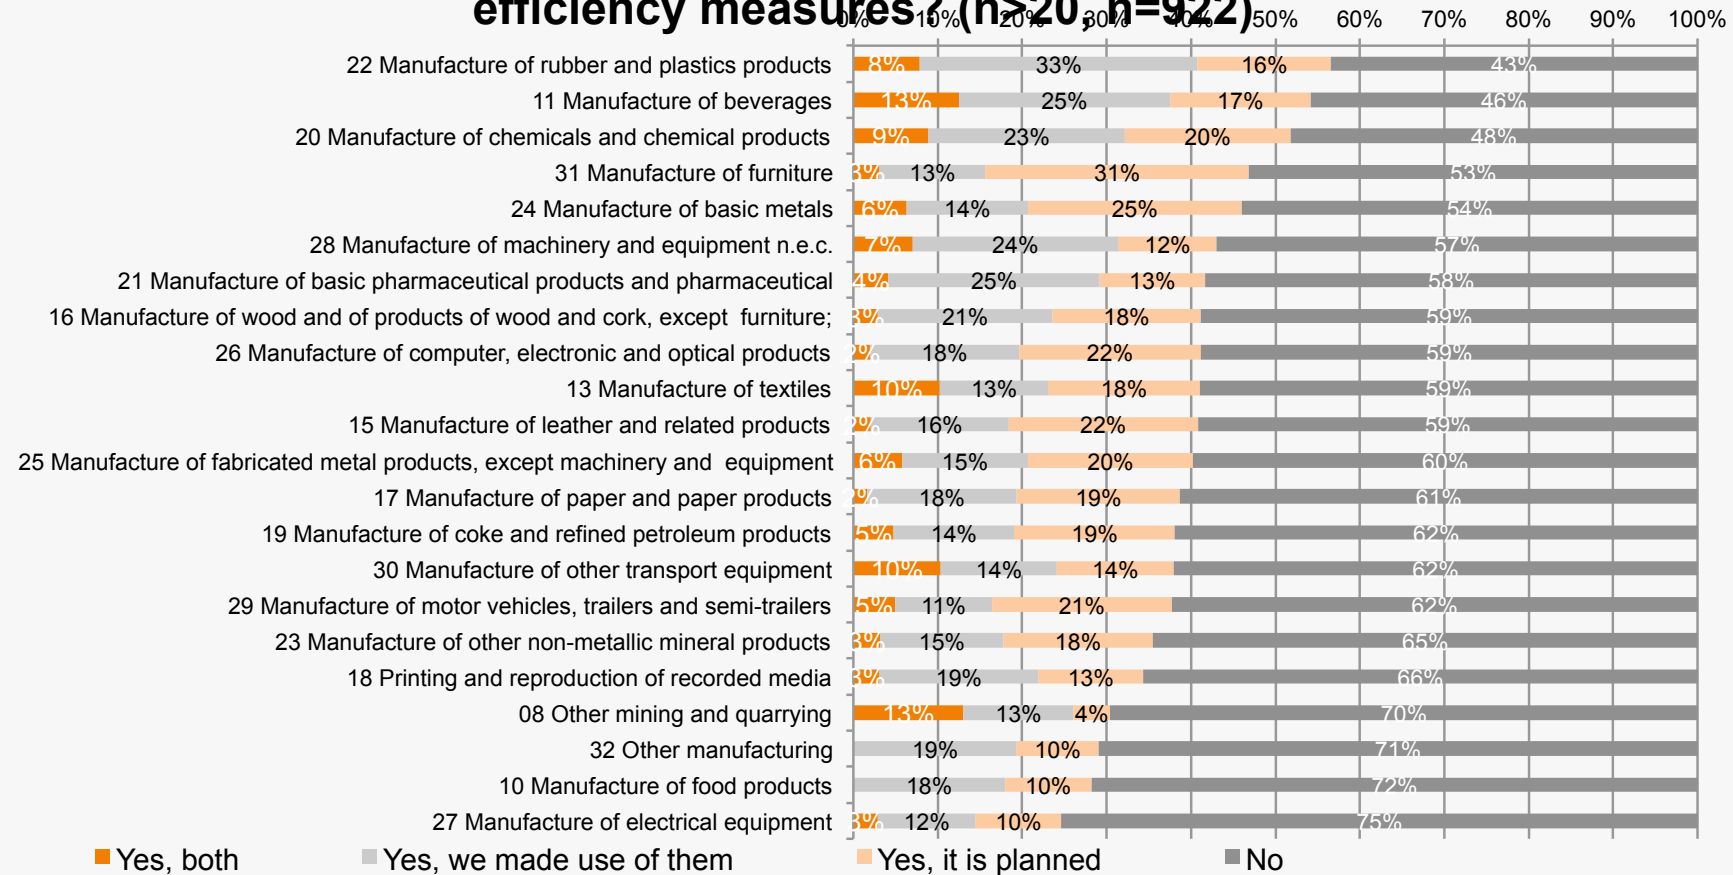 efficiency measures? (n>20, n=922)
0% 10% 20% 30% 40% 50% 60% 70% 80% 90% 100%
22 Manufacture of rubber and plastics products 8% 33% 16% 43%
11 Manufacture of beverages 13% 25% 17% 46%
20 Manufacture of chemicals and chemical products 9% 23% 20% 48%
31 Manufacture of furniture 3% 13% 31% 53%
24 Manufacture of basic metals 6% 14% 25% 54%
28 Manufacture of machinery and equipment n.e.c. 7% 24% 12% 57%
21 Manufacture of basic pharmaceutical products and pharmaceutical 4% 25% 13% 58%
16 Manufacture of wood and of products of wood and cork, except furniture; 3% 21% 18% 59%
26 Manufacture of computer, electronic and optical products 2% 18% 22% 59%
13 Manufacture of textiles 10% 13% 18% 59%
15 Manufacture of leather and related products 2% 16% 22% 59%
25 Manufacture of fabricated metal products, except machinery and equipment 6% 15% 20% 60%
17 Manufacture of paper and paper products 2% 18% 19% 61%
19 Manufacture of coke and refined petroleum products 5% 14% 19% 62%
30 Manufacture of other transport equipment 10% 14% 14% 62%
29 Manufacture of motor vehicles, trailers and semi-trailers 5% 11% 21% 62%
23 Manufacture of other non-metallic mineral products 3% 15% 18% 65%
18 Printing and reproduction of recorded media 3% 19% 13% 66%
08 Other mining and quarrying 13% 13% 4% 70%
32 Other manufacturing 19% 10% 71%
10 Manufacture of food products 18% 10% 72%
27 Manufacture of electrical equipment 3% 12% 10% 75%
Yes, both Yes, we made use of them Yes, it is planned No